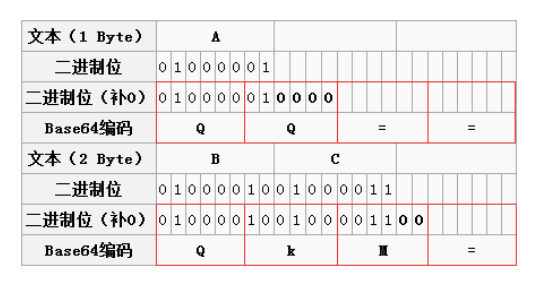 文本（1 Byte） A
二进制位 0 1 0 0 0 0 0 1
二进制位（补0） 0 1 0 0 0 0 0 1 0 0 0 0
Base64编码 Q Q = =
文本（2 Byte） B C
二进制位 0 1 0 0 0 0 1 0 0 1 0 0 0 0 1 1
二进制位（补0） 0 1 0 0 0 0 1 0 0 1 0 0 0 0 1 1 0 0
Base64编码 Q k M =